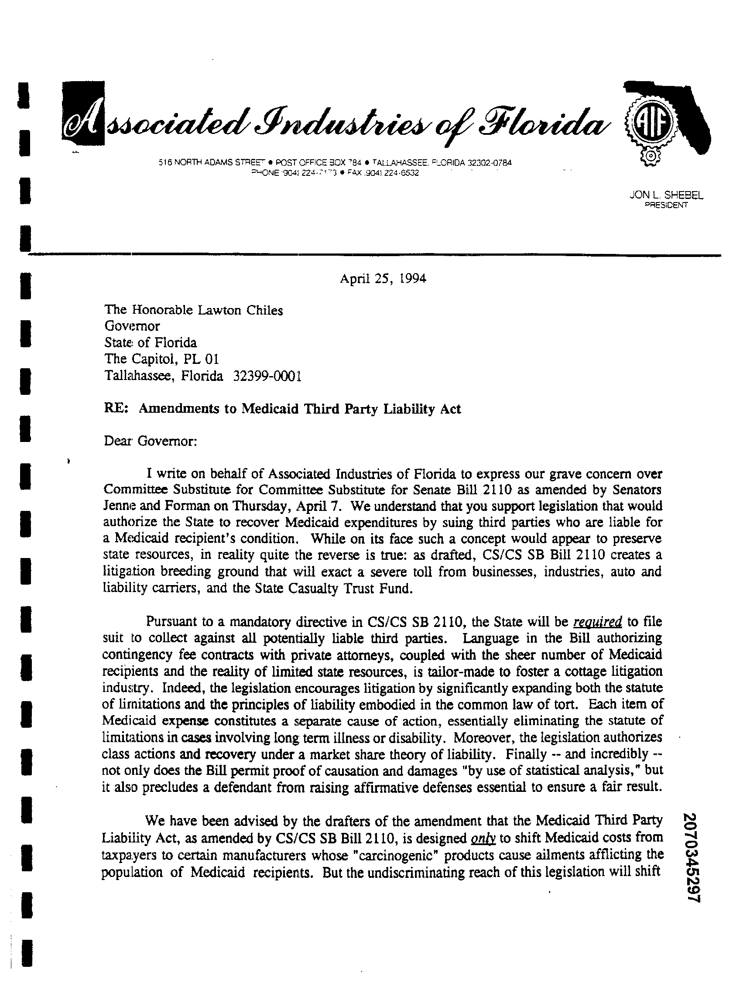 Associated Industries of Florida
AIF
516 NORTH ADAMS STREET ● POST OFFICE BOX 784 ● TALLAHASSEE, FLORIDA 32302-0784
PHONE (904) 224-7173 ● FAX (904) 224-6532
JON L. SHEBEL
PRESIDENT
April 25, 1994
The Honorable Lawton Chiles
Governor
State of Florida
The Capitol, PL 01
Tallahassee, Florida 32399-0001
RE: Amendments to Medicaid Third Party Liability Act
Dear Governor:
I write on behalf of Associated Industries of Florida to express our grave concern over
Committee Substitute for Committee Substitute for Senate Bill 2110 as amended by Senators
Jenne and Forman on Thursday, April 7. We understand that you support legislation that would
authorize the State to recover Medicaid expenditures by suing third parties who are liable for
a Medicaid recipient's condition. While on its face such a concept would appear to preserve
state resources, in reality quite the reverse is true: as drafted, CS/CS SB Bill 2110 creates a
litigation breeding ground that will exact a severe toll from businesses, industries, auto and
liability carriers, and the State Casualty Trust Fund.
Pursuant to a mandatory directive in CS/CS SB 2110, the State will be required to file
suit to collect against all potentially liable third parties. Language in the Bill authorizing
contingency fee contracts with private attorneys, coupled with the sheer number of Medicaid
recipients and the reality of limited state resources, is tailor-made to foster a cottage litigation
industry. Indeed, the legislation encourages litigation by significantly expanding both the statute
of limitations and the principles of liability embodied in the common law of tort. Each item of
Medicaid expense constitutes a separate cause of action, essentially eliminating the statute of
limitations in cases involving long term illness or disability. Moreover, the legislation authorizes
class actions and recovery under a market share theory of liability. Finally -- and incredibly --
not only does the Bill permit proof of causation and damages "by use of statistical analysis," but
it also precludes a defendant from raising affirmative defenses essential to ensure a fair result.
We have been advised by the drafters of the amendment that the Medicaid Third Party
Liability Act, as amended by CS/CS SB Bill 2110, is designed only to shift Medicaid costs from
taxpayers to certain manufacturers whose "carcinogenic" products cause ailments afflicting the
population of Medicaid recipients. But the undiscriminating reach of this legislation will shift
2070345297